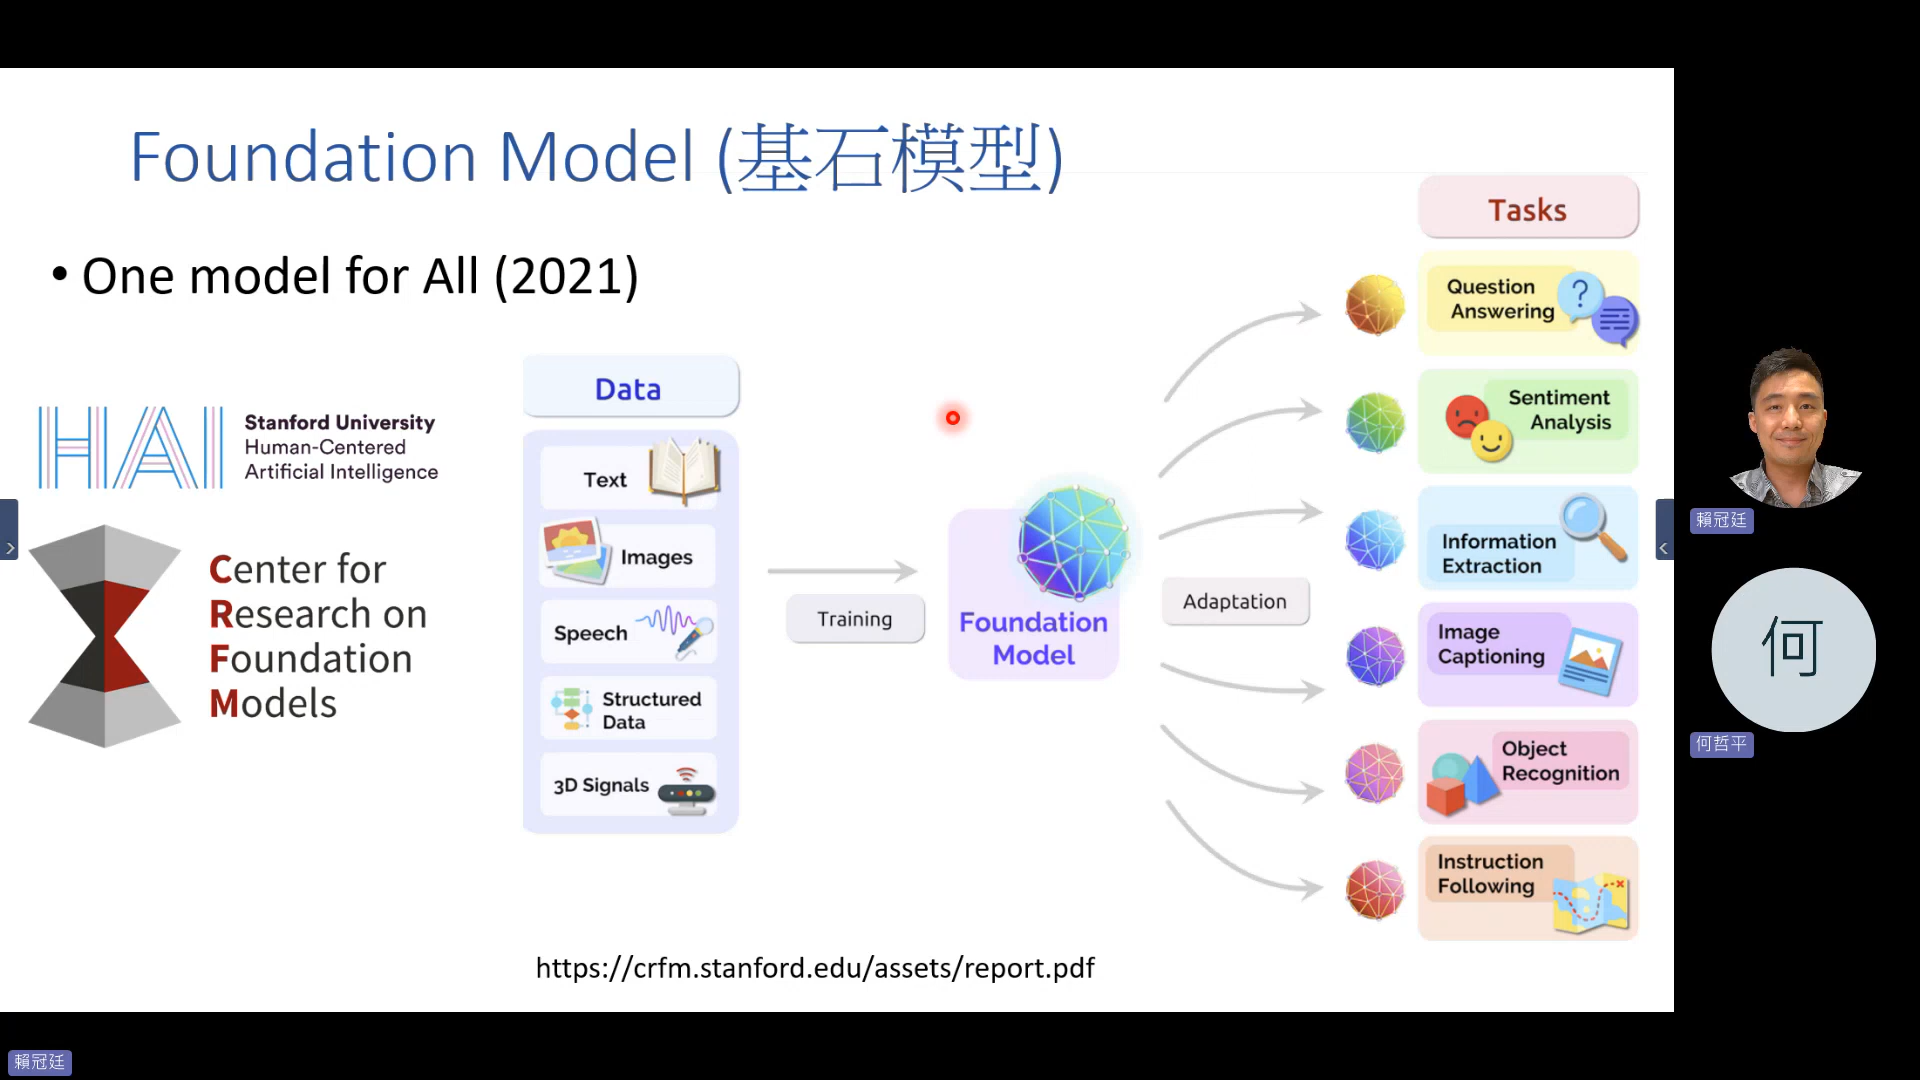 Foundation Model (基石模型)
• One model for All (2021)
HAI
Stanford University
Human-Centered
Artificial Intelligence
Center for
Research on
Foundation
Models
Data
Text
Images
Speech
Structured
Data
3D Signals
Training
Foundation
Model
Adaptation
Tasks
Question
Answering
?
Sentiment
Analysis
Information
Extraction
Image
Captioning
Object
Recognition
Instruction
Following
https://crfm.stanford.edu/assets/report.pdf
賴冠廷
何
何哲平
賴冠廷